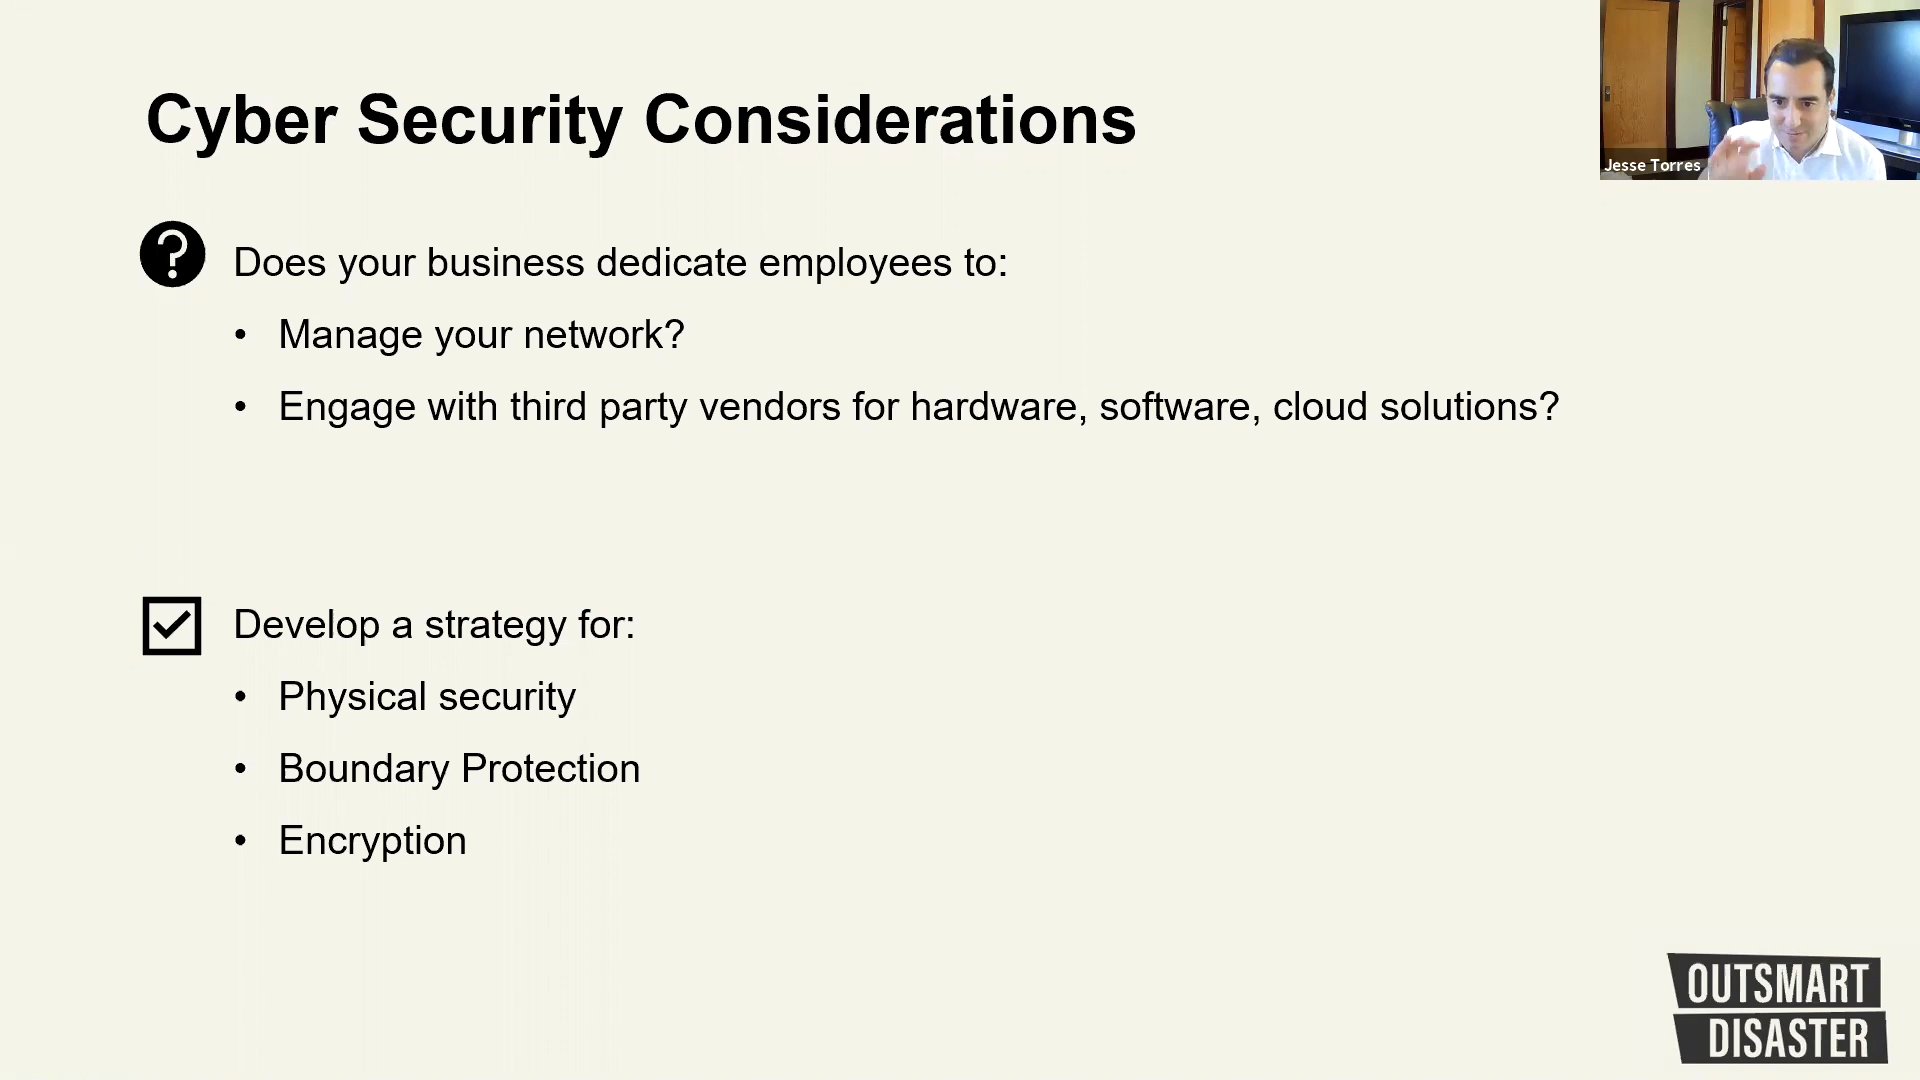 Cyber Security Considerations
Jesse Torres
Does your business dedicate employees to:
• Manage your network?
• Engage with third party vendors for hardware, software, cloud solutions?
Develop a strategy for:
• Physical security
• Boundary Protection
• Encryption
OUTSMART
DISASTER